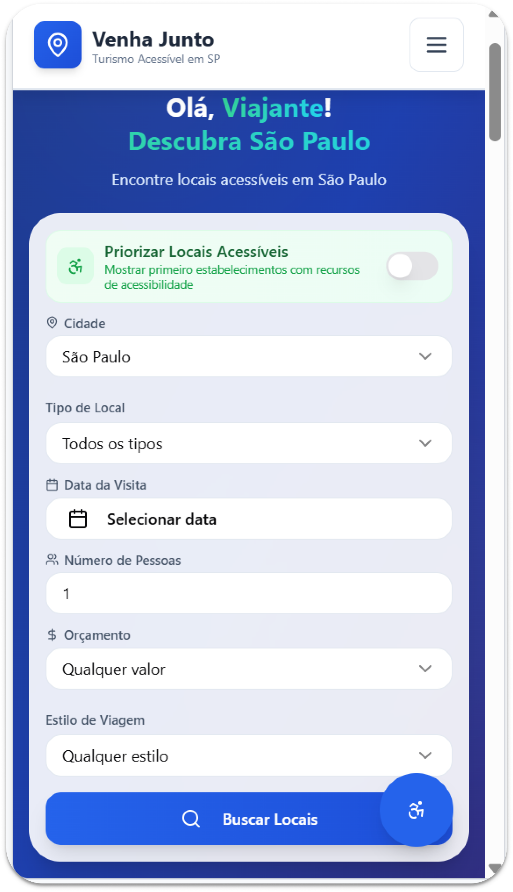 Venha Junto
Turismo Acessível em SP
Olá, Viajante!
Descubra São Paulo
Encontre locais acessíveis em São Paulo
Priorizar Locais Acessíveis
Mostrar primeiro estabelecimentos com recursos
de acessibilidade
Cidade
São Paulo
Tipo de Local
Todos os tipos
Data da Visita
Selecionar data
Número de Pessoas
1
Orçamento
Qualquer valor
Estilo de Viagem
Qualquer estilo
Buscar Locais